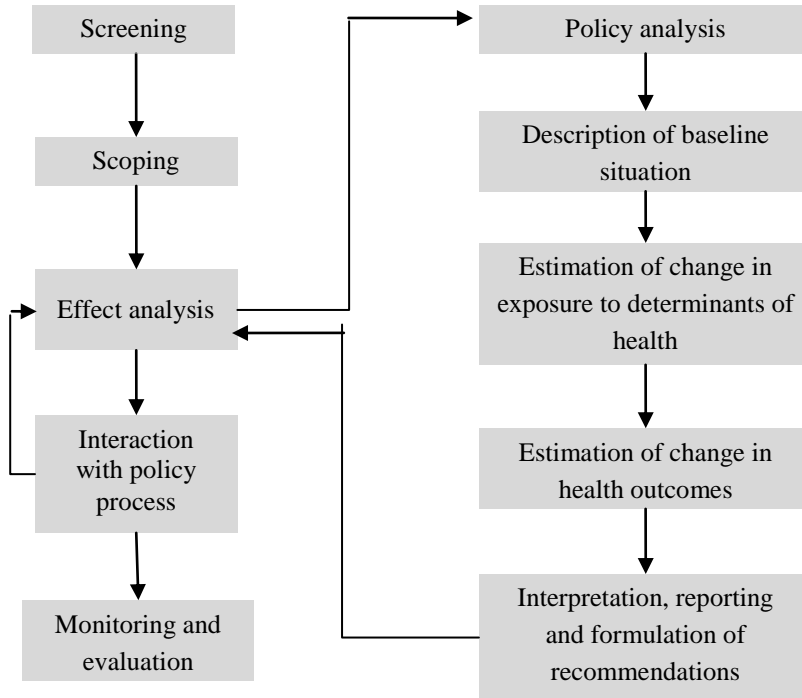 Screening
Scoping
Effect analysis
Interaction
with policy
process
Monitoring and
evaluation
Policy analysis
Description of baseline
situation
Estimation of change in
exposure to determinants of
health
Estimation of change in
health outcomes
Interpretation, reporting
and formulation of
recommendations